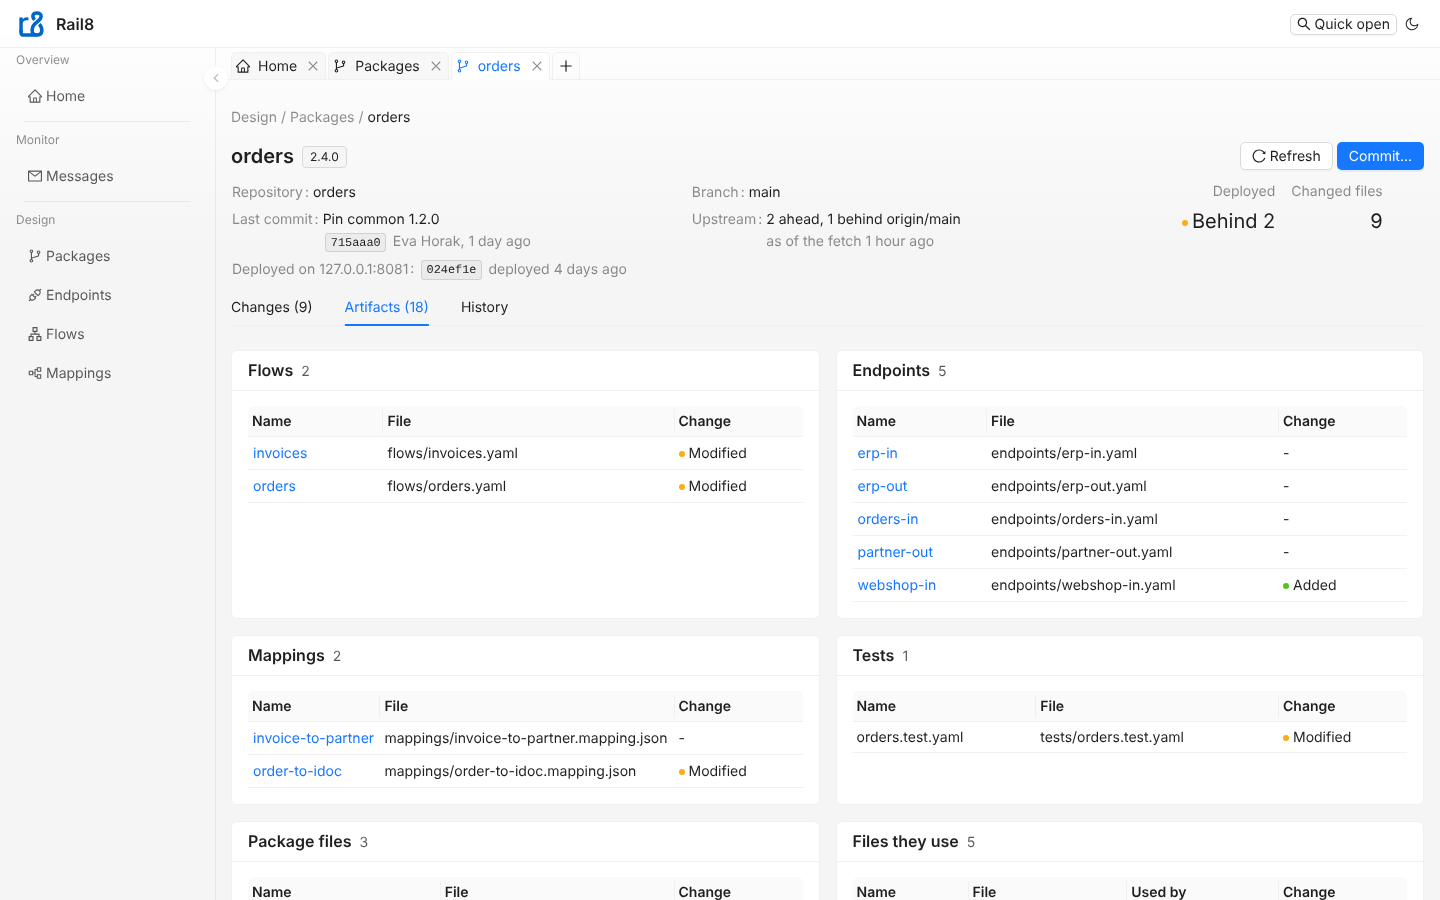 Rail8
Quick open
Overview
Home
Monitor
Messages
Design
Packages
Endpoints
Flows
Mappings
Home
Packages
orders
Design / Packages / orders
orders 2.4.0
Refresh
Commit...
Repository: orders
Branch: main
Deployed
Changed files
Last commit: Pin common 1.2.0
Upstream: 2 ahead, 1 behind origin/main
Behind 2
9
715aaa0 Eva Horak, 1 day ago
as of the fetch 1 hour ago
Deployed on 127.0.0.1:8081: 024ef1e deployed 4 days ago
Changes (9)
Artifacts (18)
History
Flows 2
Name File Change
invoices flows/invoices.yaml Modified
orders flows/orders.yaml Modified
Endpoints 5
Name File Change
erp-in endpoints/erp-in.yaml -
erp-out endpoints/erp-out.yaml -
orders-in endpoints/orders-in.yaml -
partner-out endpoints/partner-out.yaml -
webshop-in endpoints/webshop-in.yaml Added
Mappings 2
Name File Change
invoice-to-partner mappings/invoice-to-partner.mapping.json -
order-to-idoc mappings/order-to-idoc.mapping.json Modified
Tests 1
Name File Change
orders.test.yaml tests/orders.test.yaml Modified
Package files 3
Name File Change
Files they use 5
Name File Used by Change